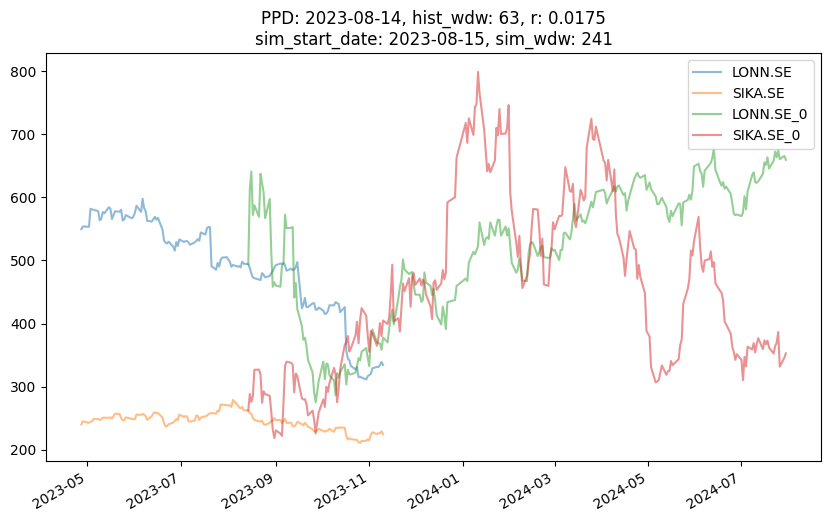 PPD: 2023-08-14, hist_wdw: 63, r: 0.0175
sim_start_date: 2023-08-15, sim_wdw: 241
LONN.SE
SIKA.SE
LONN.SE_0
SIKA.SE_0
800
700
600
500
400
300
200
2023-05
2023-07
2023-09
2023-11
2024-01
2024-03
2024-05
2024-07